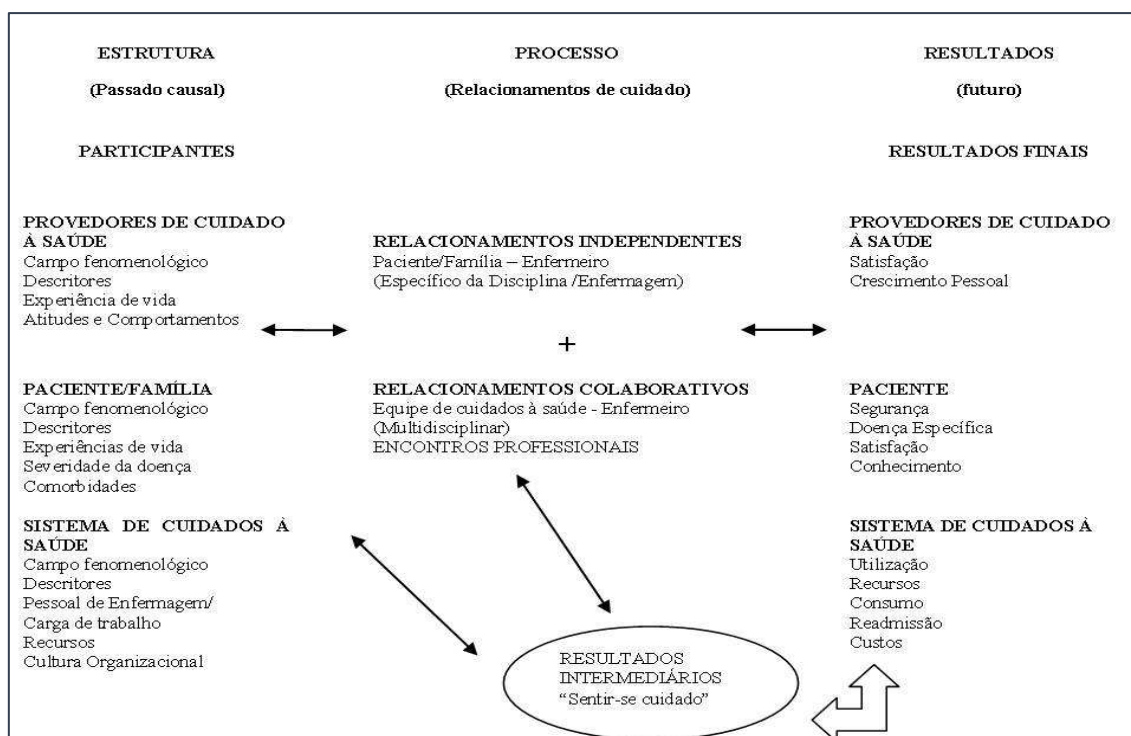 ESTRUTURA
(Passado causal)
PARTICIPANTES
PROVEDORES DE CUIDADO
À SAÚDE
Campo fenomenológico
Descritores
Experiência de vida
Atitudes e Comportamentos
PACIENTE/FAMÍLIA
Campo fenomenológico
Descritores
Experiências de vida
Severidade da doença
Comorbidades
SISTEMA DE CUIDADOS À
SAÚDE
Campo fenomenológico
Descritores
Pessoal de Enfermagem/
Carga de trabalho
Recursos
Cultura Organizacional
PROCESSO
(Relacionamentos de cuidado)
RELACIONAMENTOS INDEPENDENTES
Paciente/Família – Enfermeiro
(Específico da Disciplina /Enfermagem)
+
RELACIONAMENTOS COLABORATIVOS
Equipe de cuidados à saúde - Enfermeiro
(Multidisciplinar)
ENCONTROS PROFESSIONAIS
RESULTADOS
INTERMEDIÁRIOS
“Sentir-se cuidado”
RESULTADOS
(futuro)
RESULTADOS FINAIS
PROVEDORES DE CUIDADO
À SAÚDE
Satisfação
Crescimento Pessoal
PACIENTE
Segurança
Doença Específica
Satisfação
Conhecimento
SISTEMA DE CUIDADOS À
SAÚDE
Utilização
Recursos
Consumo
Readmissão
Custos